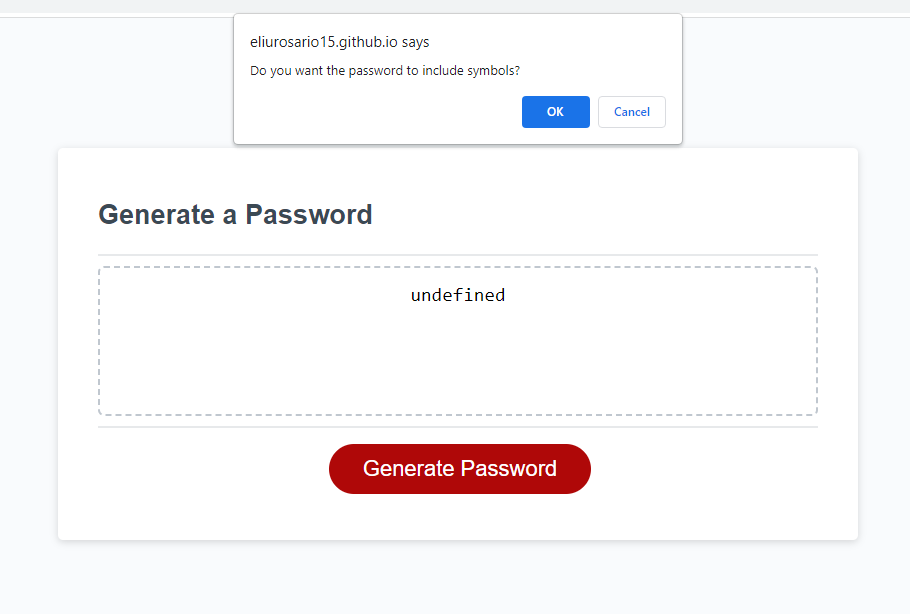 eliurosario15.github.io says
Do you want the password to include symbols?
OK
Cancel
Generate a Password
undefined
Generate Password